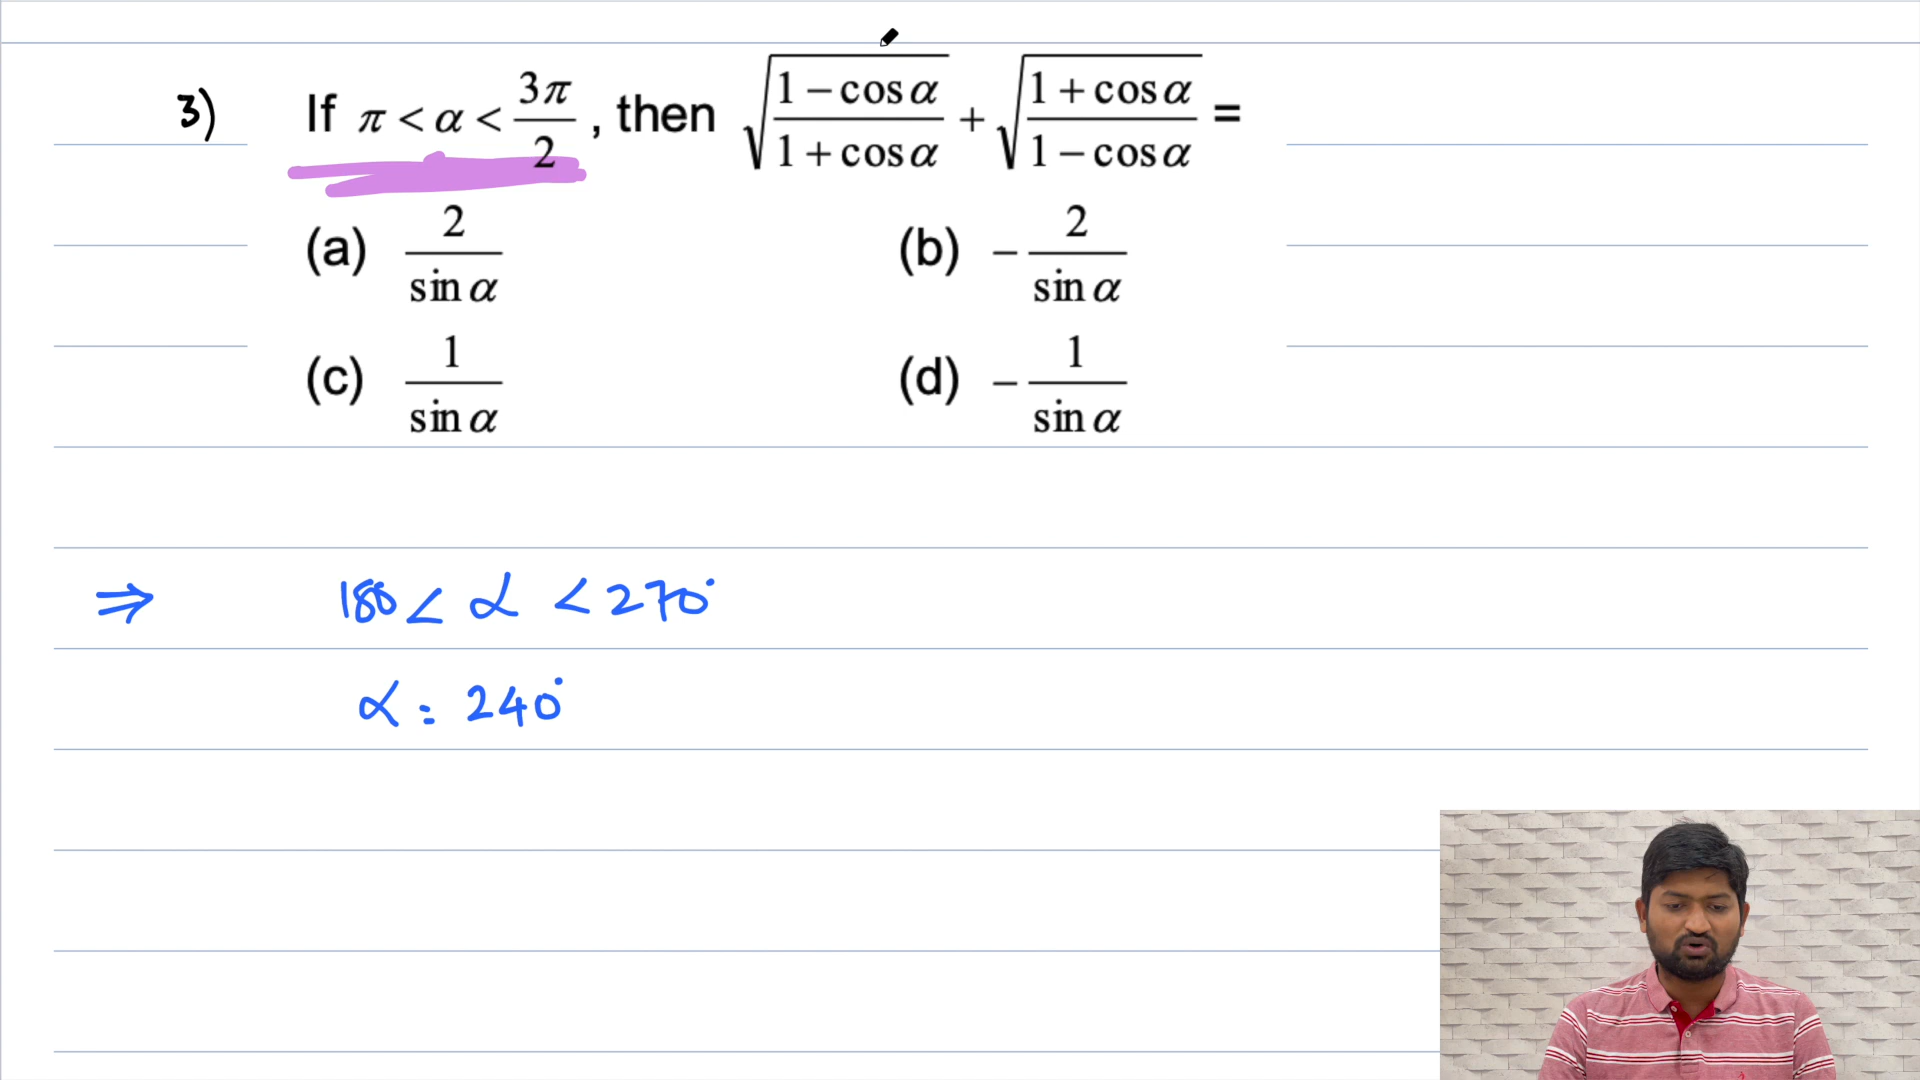 3) If π < α < 3π/2 , then √((1 − cos α)/(1 + cos α)) + √((1 + cos α)/(1 − cos α)) =
(a) 2/sin α (b) − 2/sin α
(c) 1/sin α (d) − 1/sin α
⇒ 180 < α < 270°
α = 240°